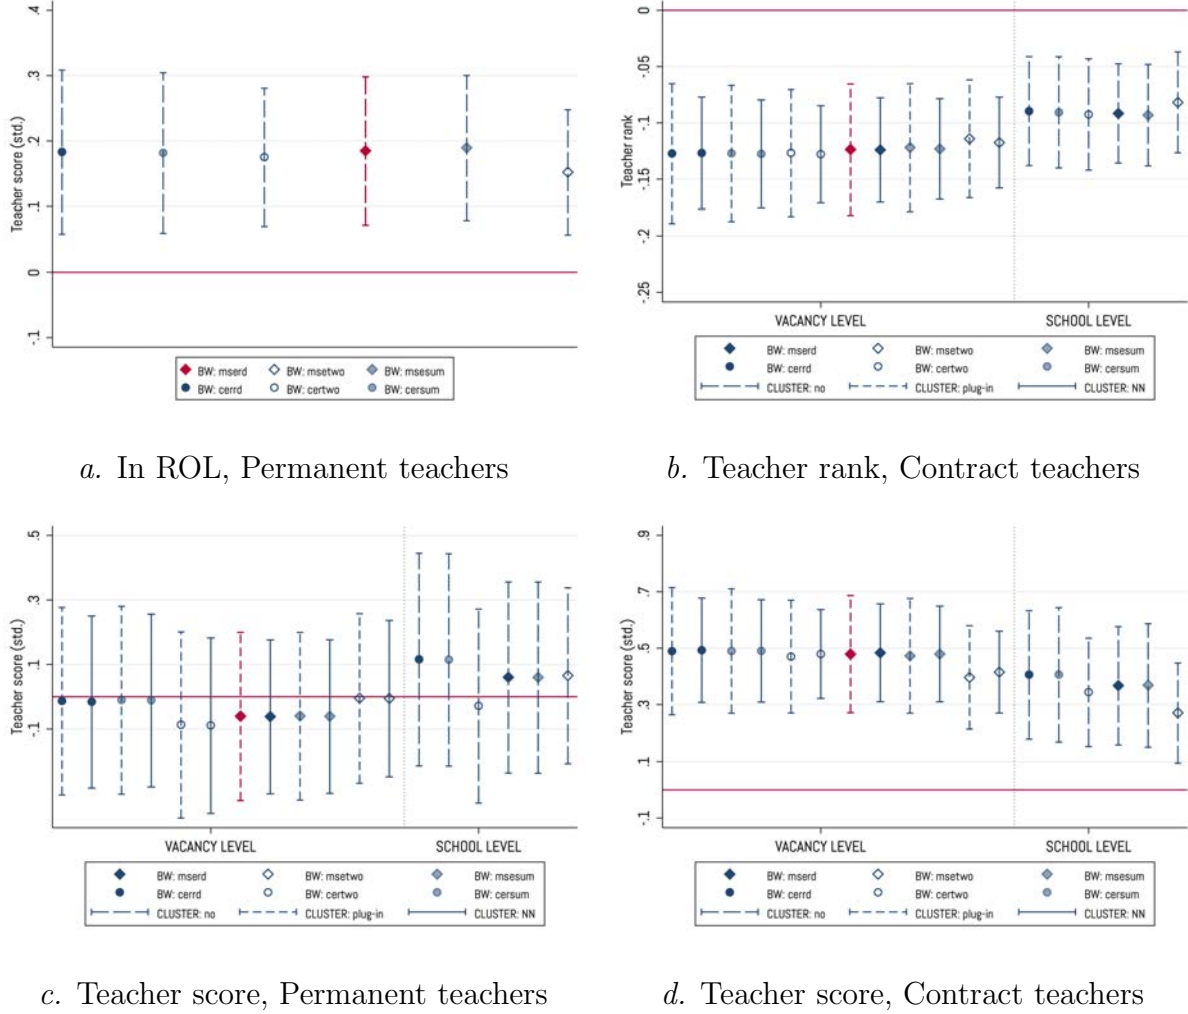 .4
.3
.2
.1
0
-.1
Teacher score (std.)
BW: mserd BW: msetwo BW: msesum
BW: cerrd BW: certwo BW: cersum
a. In ROL, Permanent teachers
0
-.05
-.1
-.15
-.2
-.25
Teacher rank
VACANCY LEVEL SCHOOL LEVEL
BW: mserd BW: msetwo BW: msesum
BW: cerrd BW: certwo BW: cersum
CLUSTER: no CLUSTER: plug-in CLUSTER: NN
b. Teacher rank, Contract teachers
.5
.3
.1
-.1
Teacher score (std.)
VACANCY LEVEL SCHOOL LEVEL
BW: mserd BW: msetwo BW: msesum
BW: cerrd BW: certwo BW: cersum
CLUSTER: no CLUSTER: plug-in CLUSTER: NN
c. Teacher score, Permanent teachers
.9
.7
.5
.3
.1
-.1
Teacher score (std.)
VACANCY LEVEL SCHOOL LEVEL
BW: mserd BW: msetwo BW: msesum
BW: cerrd BW: certwo BW: cersum
CLUSTER: no CLUSTER: plug-in CLUSTER: NN
d. Teacher score, Contract teachers